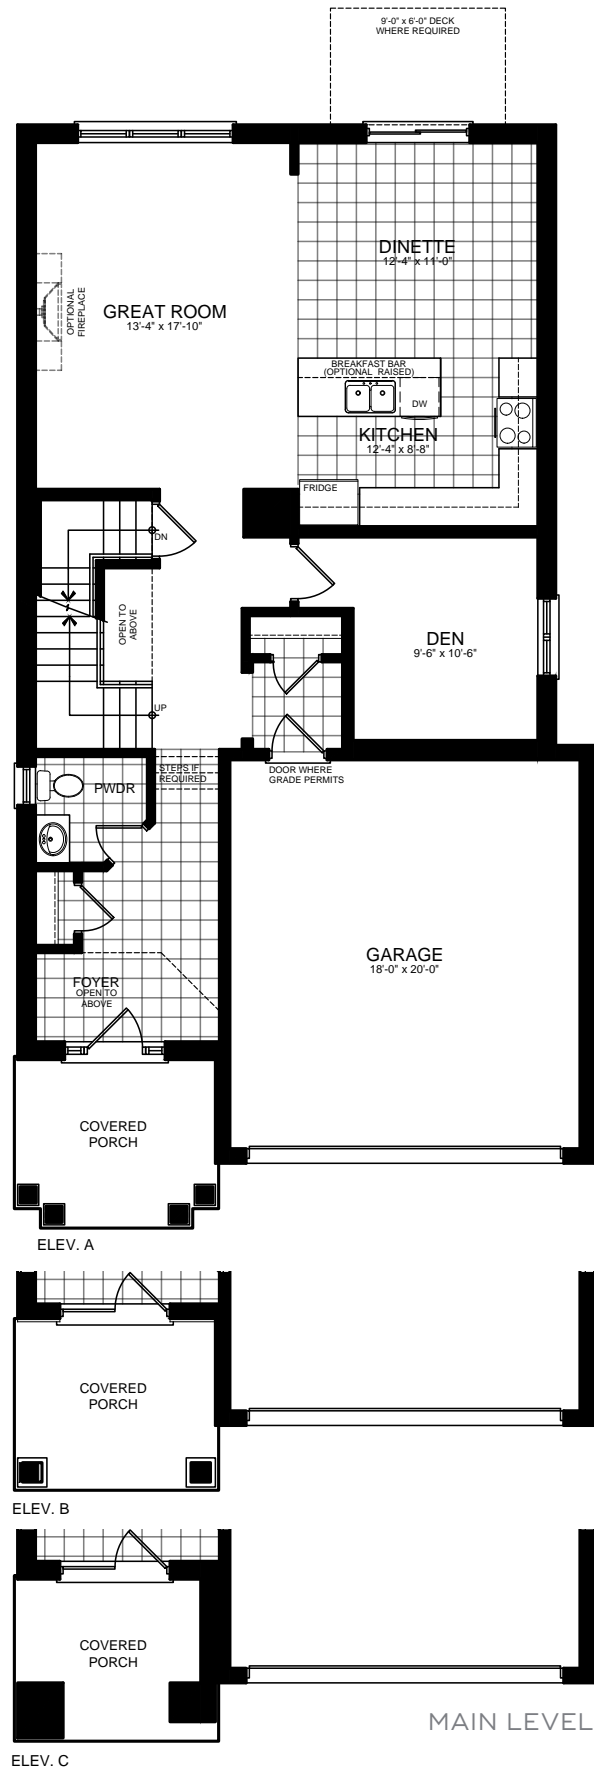 9'-0" x 6'-0" DECK
WHERE REQUIRED
DINETTE
12'-4" x 11'-0"
OPTIONAL
FIREPLACE
GREAT ROOM
13'-4" x 17'-10"
BREAKFAST BAR
(OPTIONAL RAISED)
DW
KITCHEN
12'-4" x 8'-8"
FRIDGE
DN
OPEN TO
ABOVE
DEN
9'-6" x 10'-6"
UP
STEPS IF
REQUIRED
DOOR WHERE
GRADE PERMITS
PWDR
GARAGE
18'-0" x 20'-0"
FOYER
OPEN TO
ABOVE
COVERED
PORCH
ELEV. A
COVERED
PORCH
ELEV. B
COVERED
PORCH
MAIN LEVEL
ELEV. C